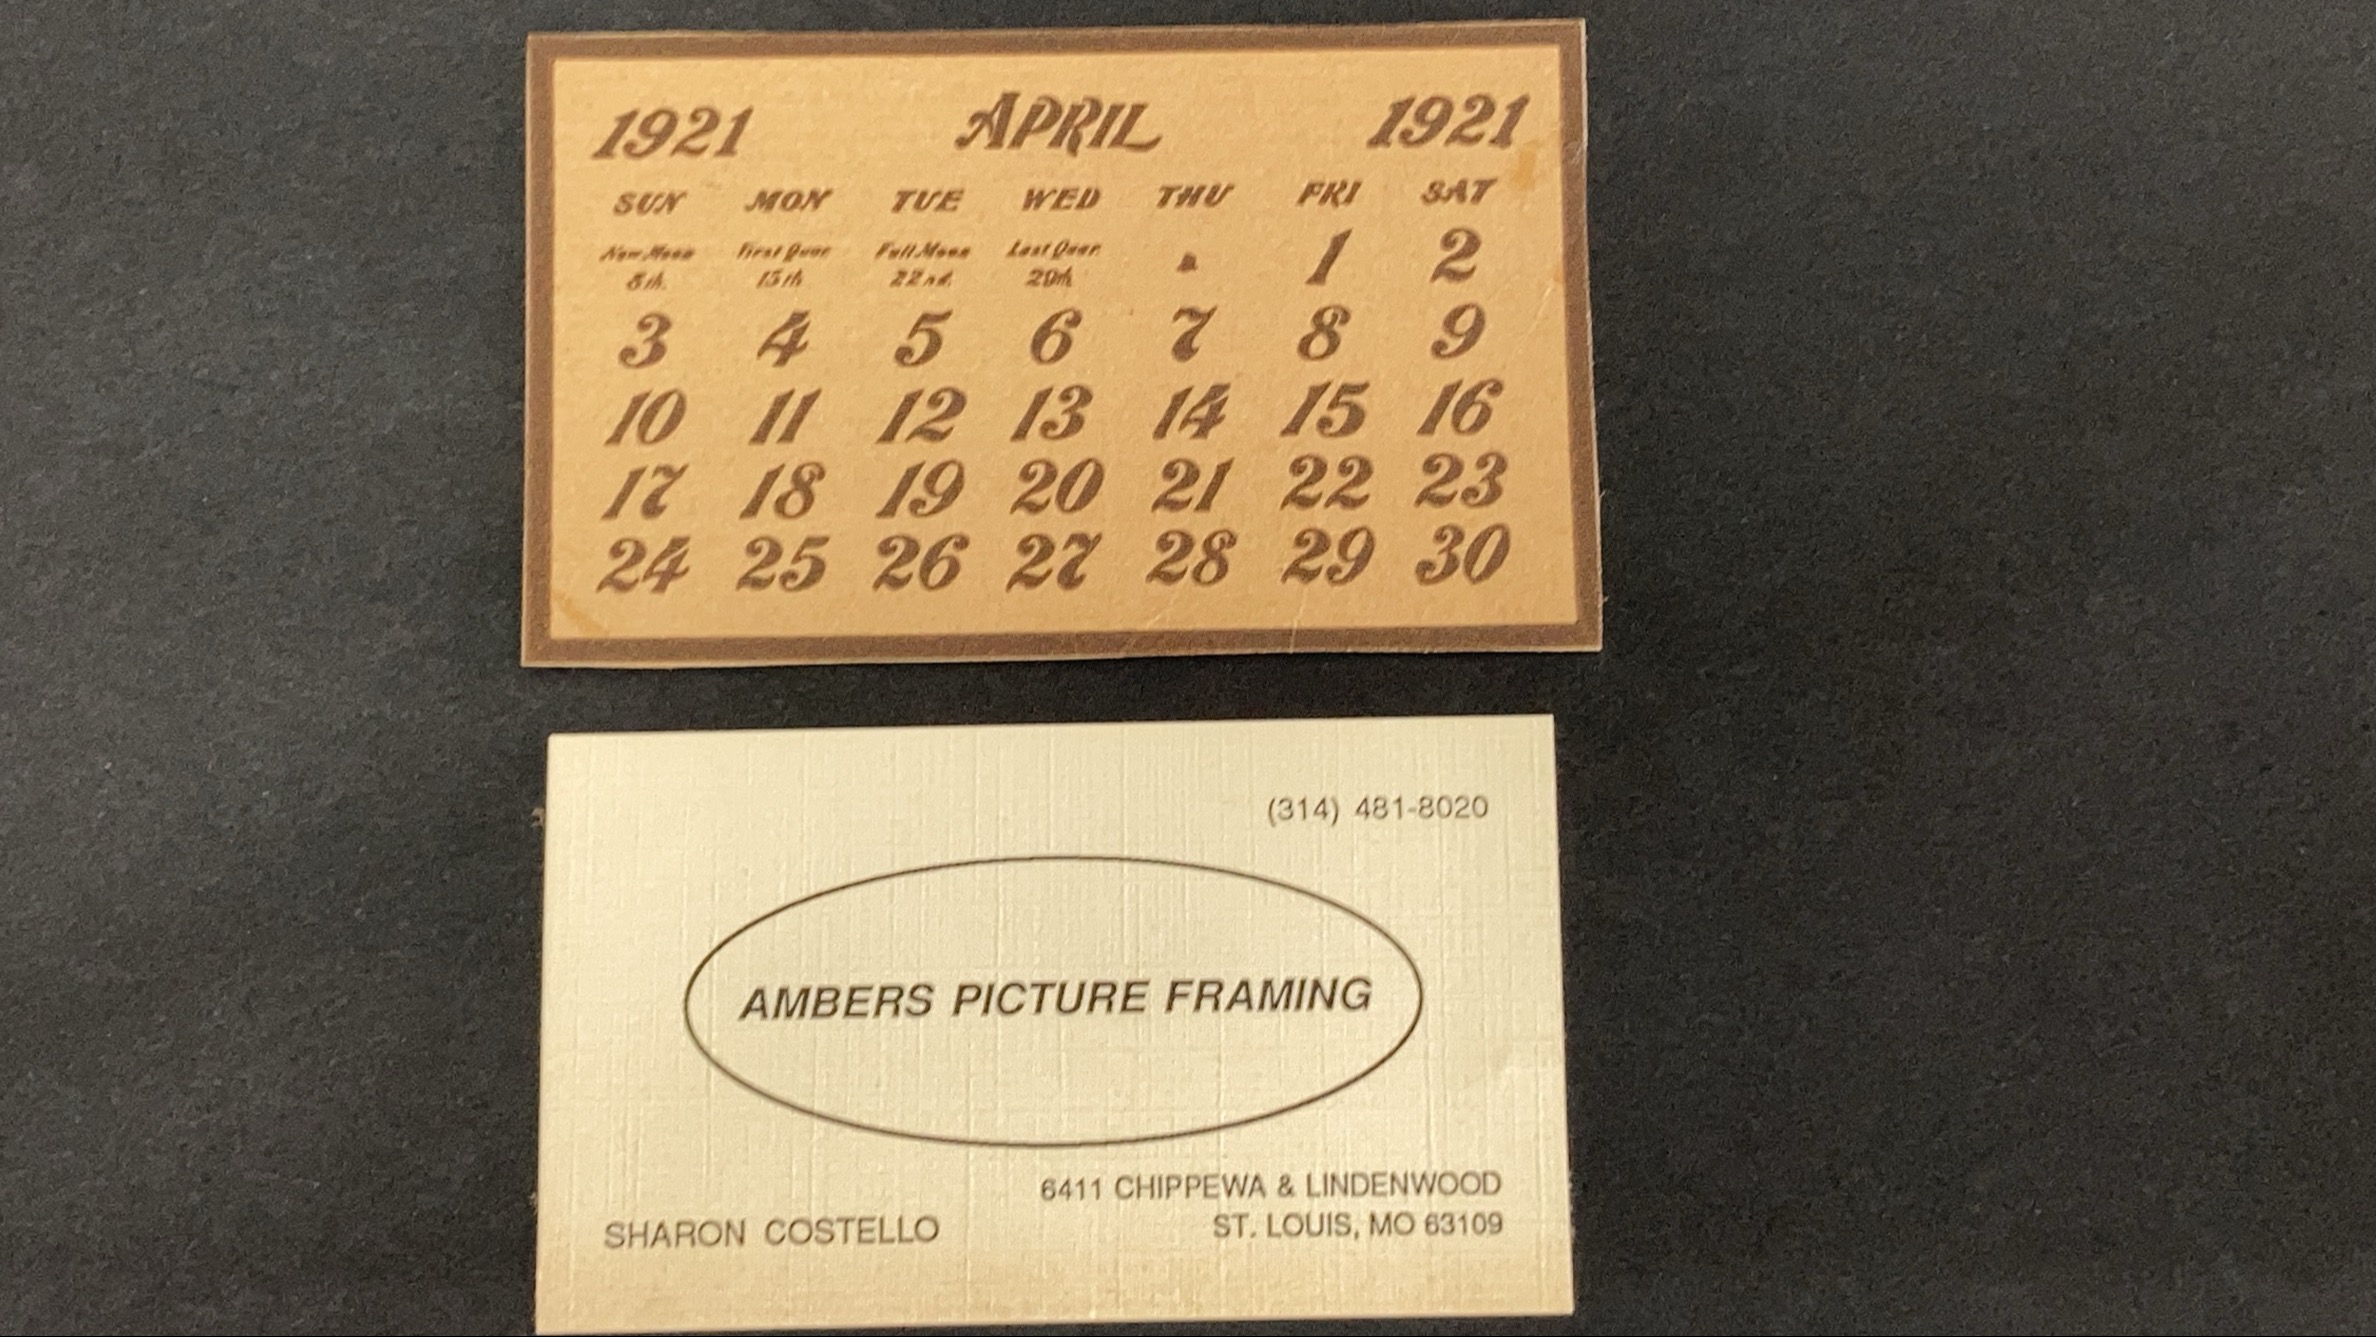 1921 APRIL 1921
SUN MON TUE WED THU FRI SAT
New Moon First Quar. Full Moon Last Quar. 1 2
8th. 15th 22nd. 29th
3 4 5 6 7 8 9
10 11 12 13 14 15 16
17 18 19 20 21 22 23
24 25 26 27 28 29 30
(314) 481-8020
AMBERS PICTURE FRAMING
6411 CHIPPEWA & LINDENWOOD
SHARON COSTELLO ST. LOUIS, MO 63109